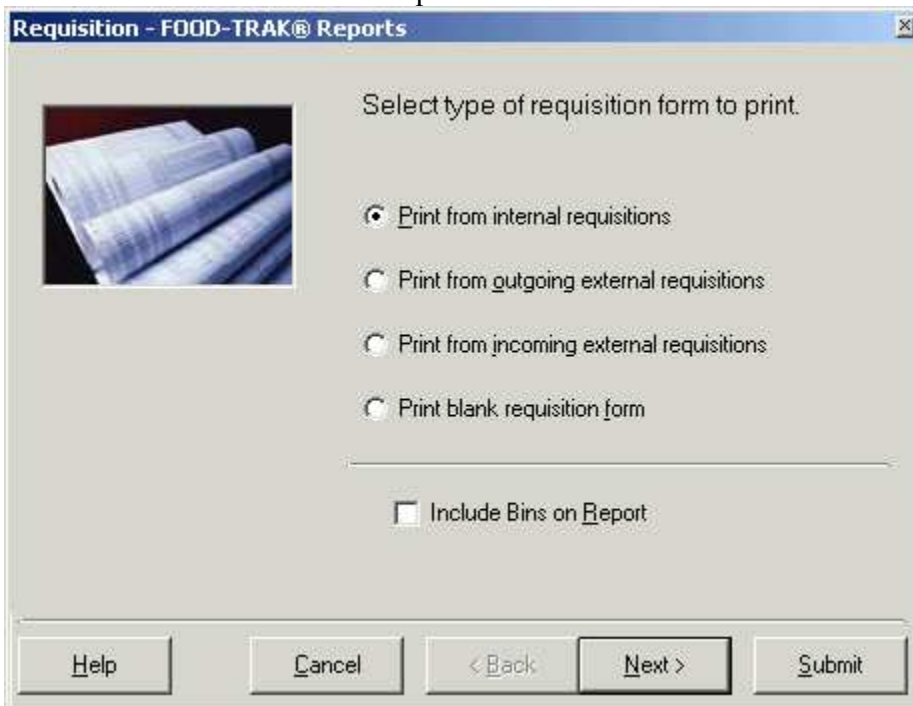 Requisition - FOOD-TRAK® Reports
Select type of requisition form to print.
Print from internal requisitions
Print from outgoing external requisitions
Print from incoming external requisitions
Print blank requisition form
Include Bins on Report
Help Cancel < Back Next > Submit